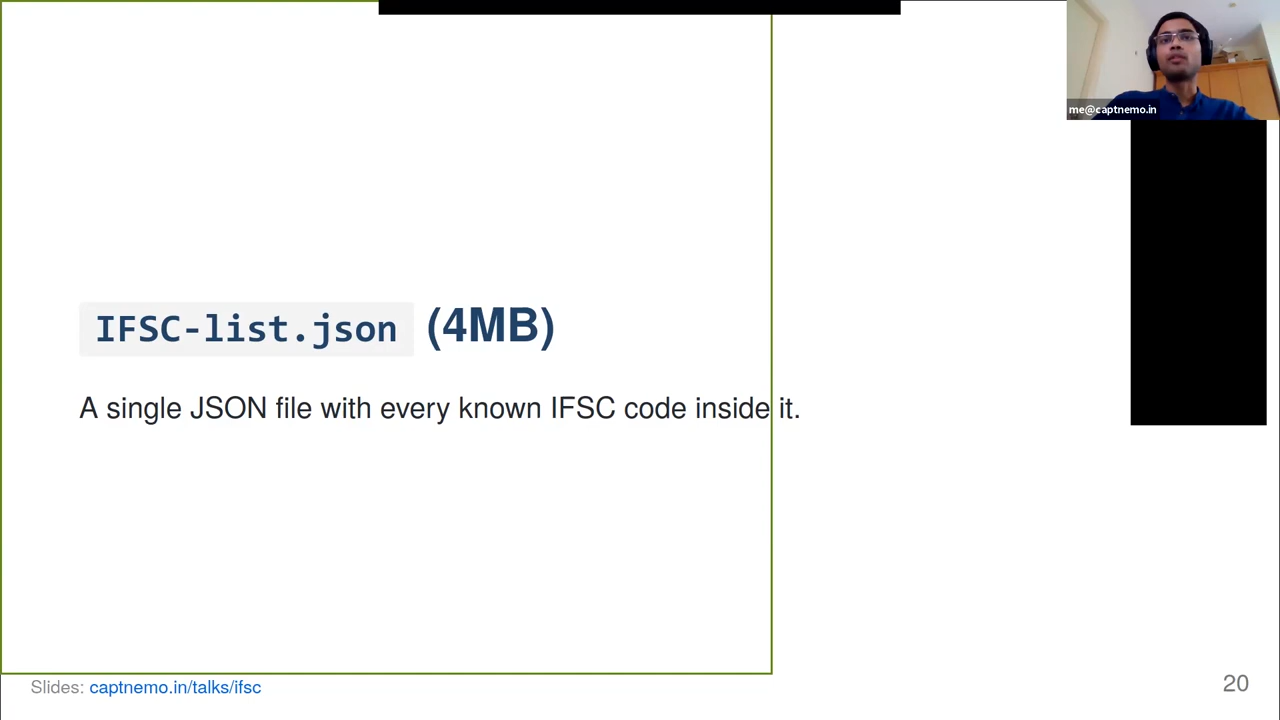 me@captnemo.in
IFSC-list.json (4MB)
A single JSON file with every known IFSC code inside it.
Slides: captnemo.in/talks/ifsc
20